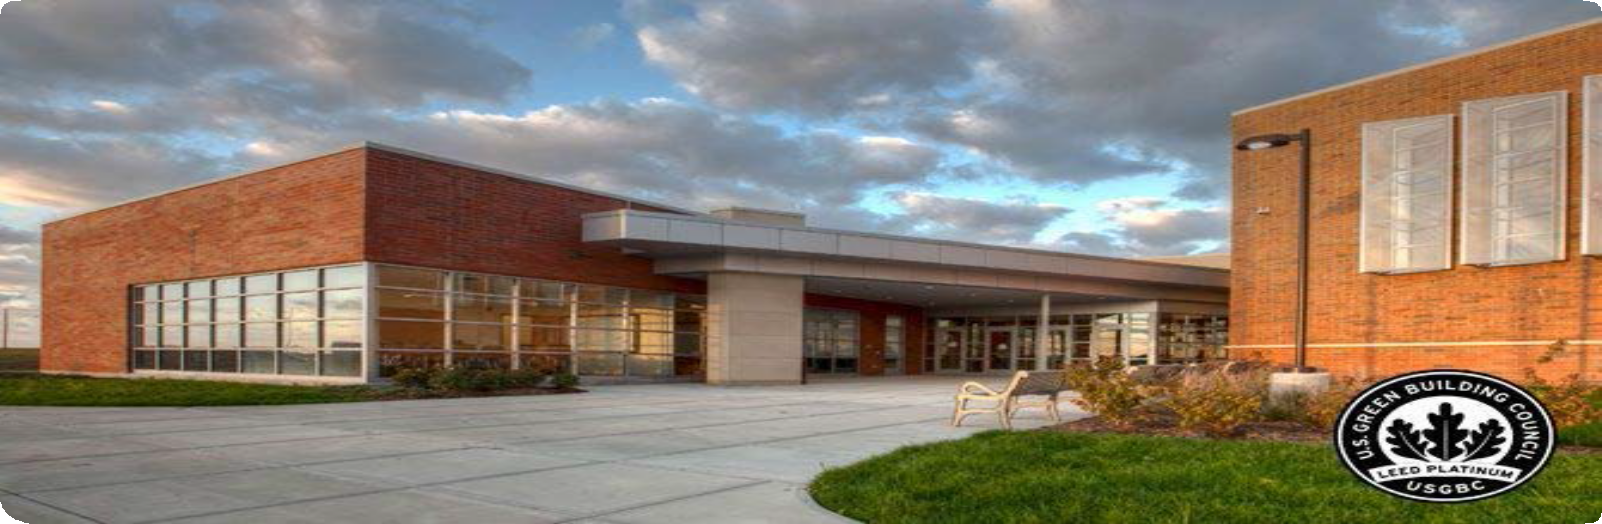 U.S. GREEN BUILDING COUNCIL
LEED PLATINUM
USGBC